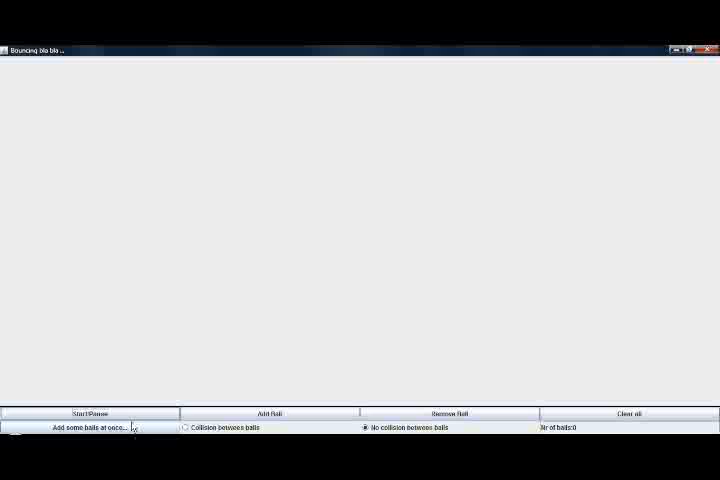 Bouncing bla bla ...
Start/Pause Add Ball Remove Ball Clear all
Add some balls at once... Collision between balls No collision between balls Nr of balls:0